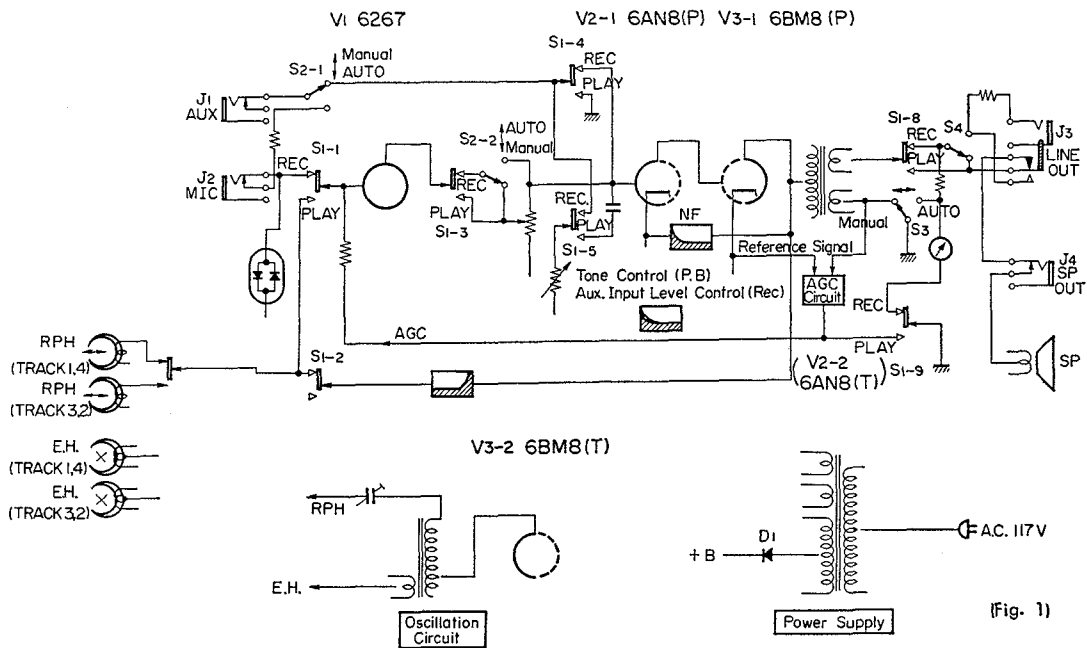 V1 6267
V2-1 6AN8(P) V3-1 6BM8(P)
S1-4
REC
PLAY
Manual
AUTO
S2-1
J1
AUX
S1-8
REC
PLAY
S4
J3
LINE
OUT
S2-2
AUTO
Manual
REC
S1-1
J2
MIC
PLAY
REC
PLAY
S1-3
REC.
PLAY
S1-5
NF
Manual
AUTO
S3
Reference Signal
J4
SP
OUT
Tone Control (P.B)
Aux. Input Level Control (Rec)
AGC
Circuit
REC
AGC
PLAY
RPH
(TRACK 1,4)
S1-2
(V2-2
6AN8(T))
S1-9
SP
RPH
(TRACK 3,2)
E.H.
(TRACK 1,4)
V3-2 6BM8(T)
E.H.
(TRACK 3,2)
RPH
D1
+B
A.C. 117V
E.H.
Oscillation
Circuit
Power Supply
(Fig. 1)